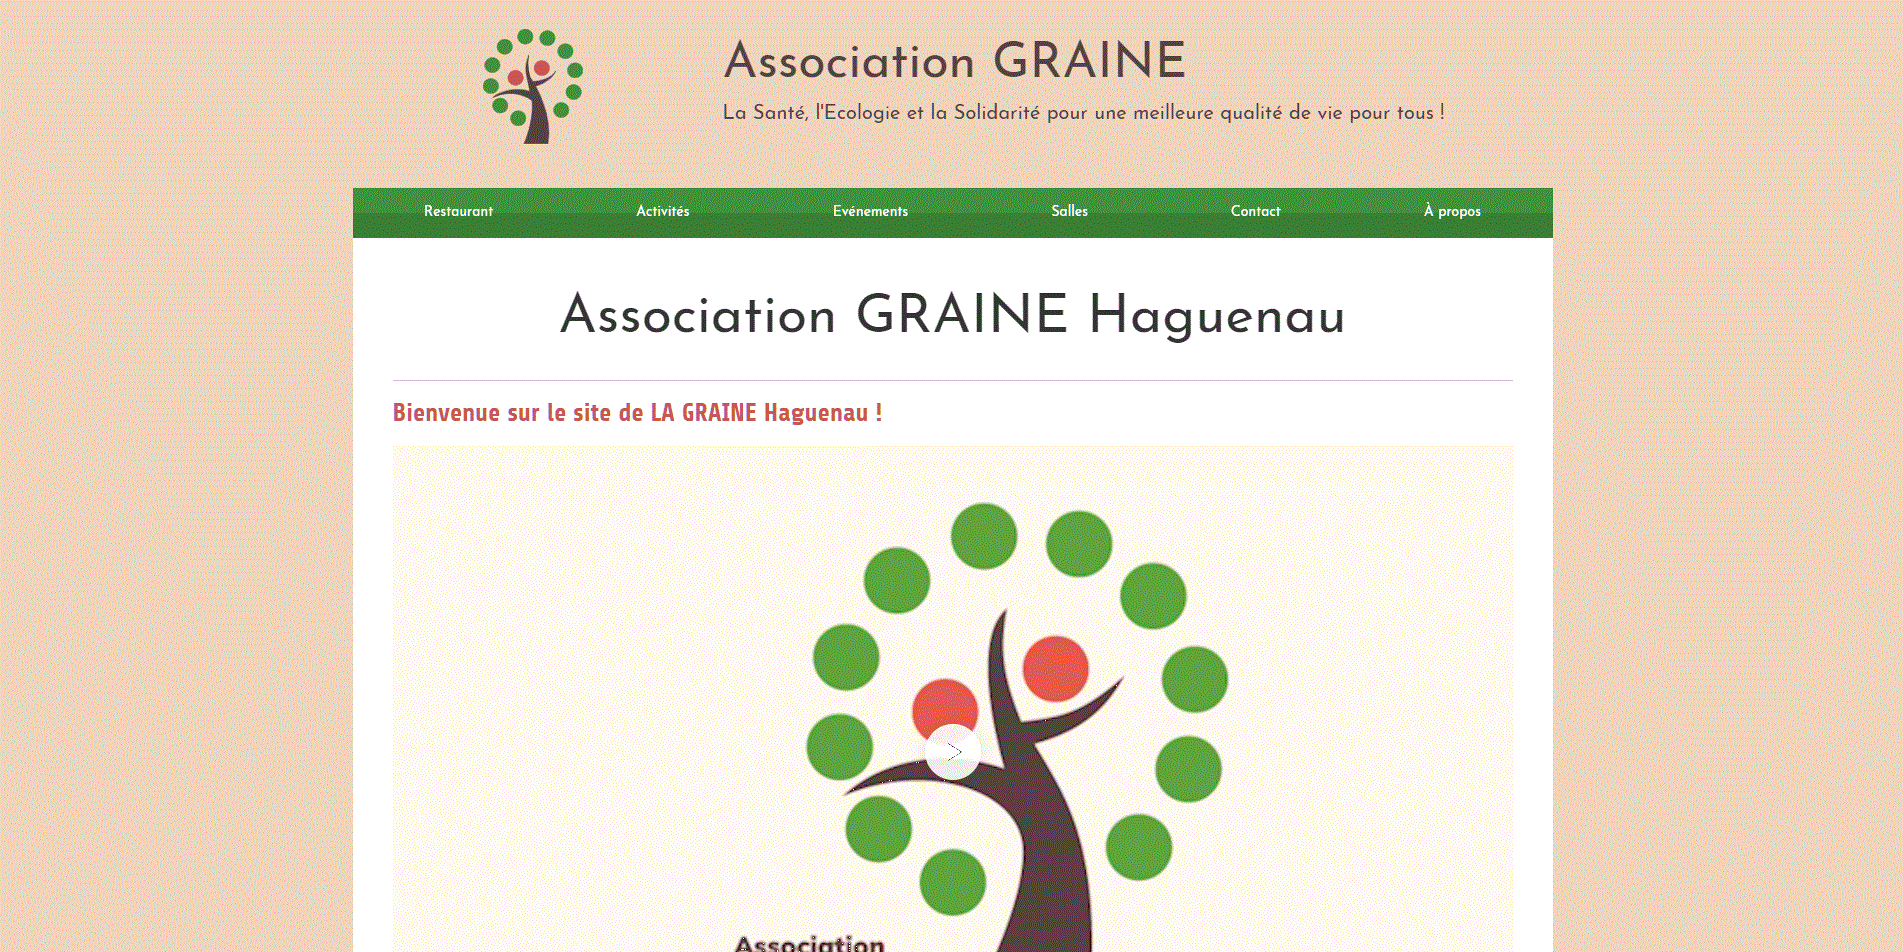 Association GRAINE
La Santé, l'Ecologie et la Solidarité pour une meilleure qualité de vie pour tous !
Restaurant Activités Evénements Salles Contact À propos
Association GRAINE Haguenau
Bienvenue sur le site de LA GRAINE Haguenau !
Association